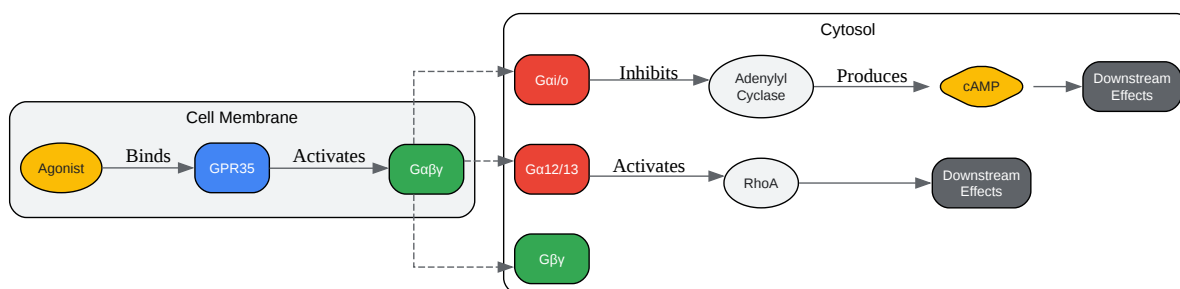 Cytosol
Gαi/o
Inhibits
Adenylyl
Cyclase
Produces
cAMP
Downstream
Effects
Cell Membrane
Agonist
Binds
GPR35
Activates
Gαβγ
Gα12/13
Activates
RhoA
Downstream
Effects
Gβγ